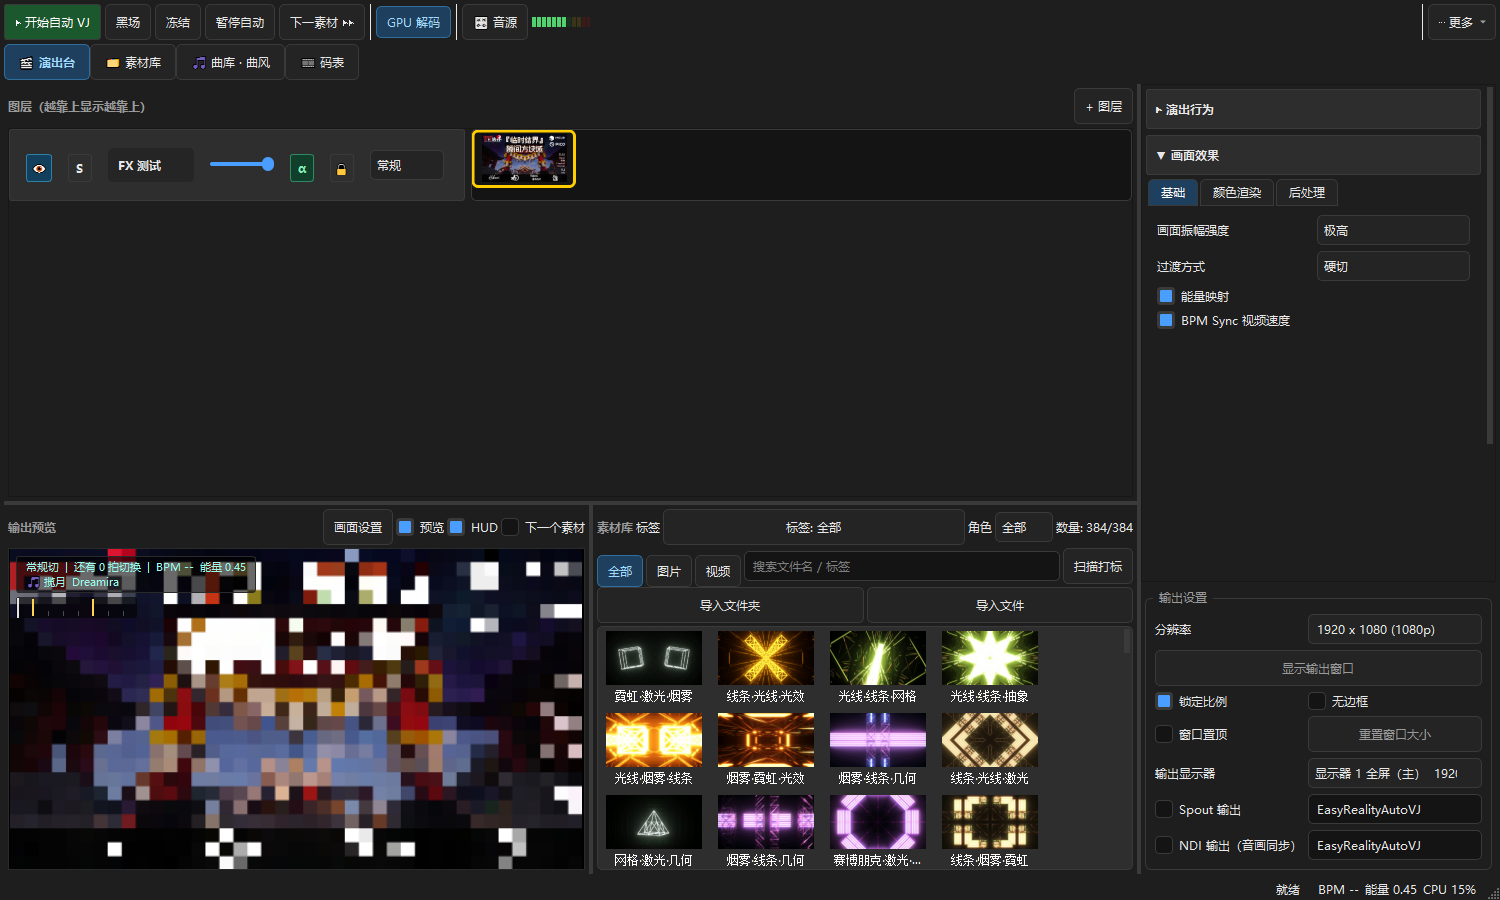 开始自动 VJ
黑场
冻结
暂停自动
下一素材
GPU 解码
音源
更多
演出台
素材库
曲库 · 曲风
码表
图层（越靠上显示越靠上）
+ 图层
S
FX 测试
α
常规
『临时结界』
瞬间方块城
演出行为
画面效果
基础
颜色渲染
后处理
画面振幅强度
极高
过渡方式
硬切
能量映射
BPM Sync 视频速度
输出预览
画面设置
预览
HUD
下一个素材
常规切 | 还有 0 拍切换 | BPM -- 能量 0.45
揽月 Dreamira
素材库 标签
标签: 全部
角色
全部
数量: 384/384
全部
图片
视频
搜索文件名 / 标签
扫描打标
导入文件夹
导入文件
霓虹·激光·烟雾
线条·光线·光效
光线·线条·网格
光线·线条·抽象
光线·烟雾·线条
烟雾·霓虹·光效
烟雾·线条·几何
线条·光线·激光
网格·激光·几何
烟雾·线条·几何
赛博朋克·激光·...
线条·烟雾·霓虹
输出设置
分辨率
1920 x 1080 (1080p)
显示输出窗口
锁定比例
无边框
窗口置顶
重置窗口大小
输出显示器
显示器 1 全屏（主） 192
Spout 输出
EasyRealityAutoVJ
NDI 输出（音画同步）
EasyRealityAutoVJ
就绪
BPM -- 能量 0.45 CPU 15%